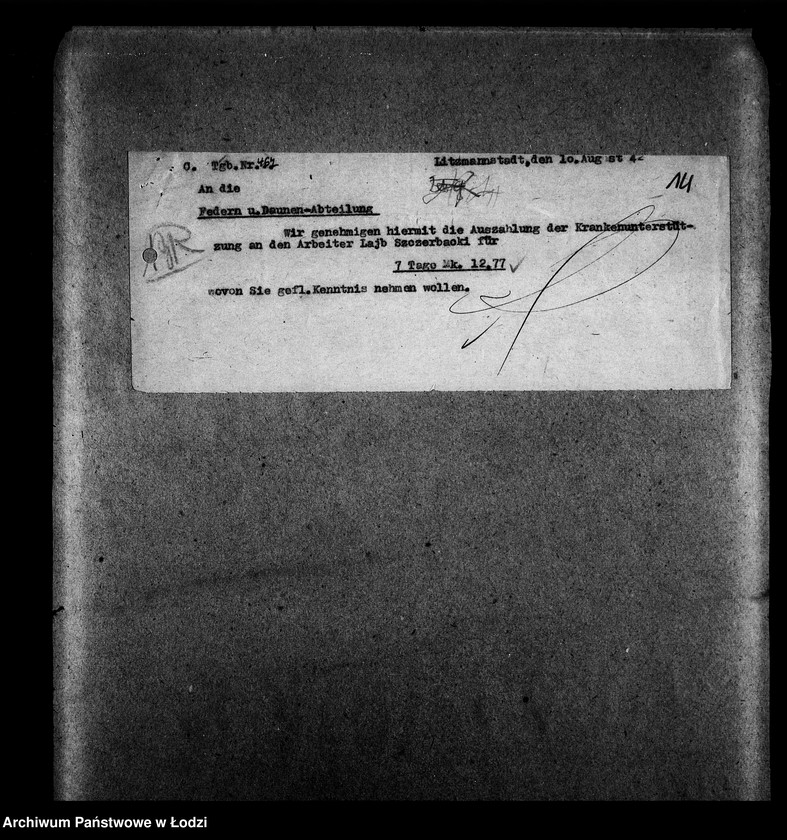 C. Tgb.Nr. 467 Litzmannstadt,den 10.August 42
14
An die
Federn u.Daunen-Abteilung
Wir genehmigen hiermit die Auszahlung der Krankenunterstüt-
zung an den Arbeiter Lajb Szczerbacki für
7 Tage Mk. 12.77
wovon Sie gefl.Kenntnis nehmen wollen.
Archiwum Państwowe w Łodzi